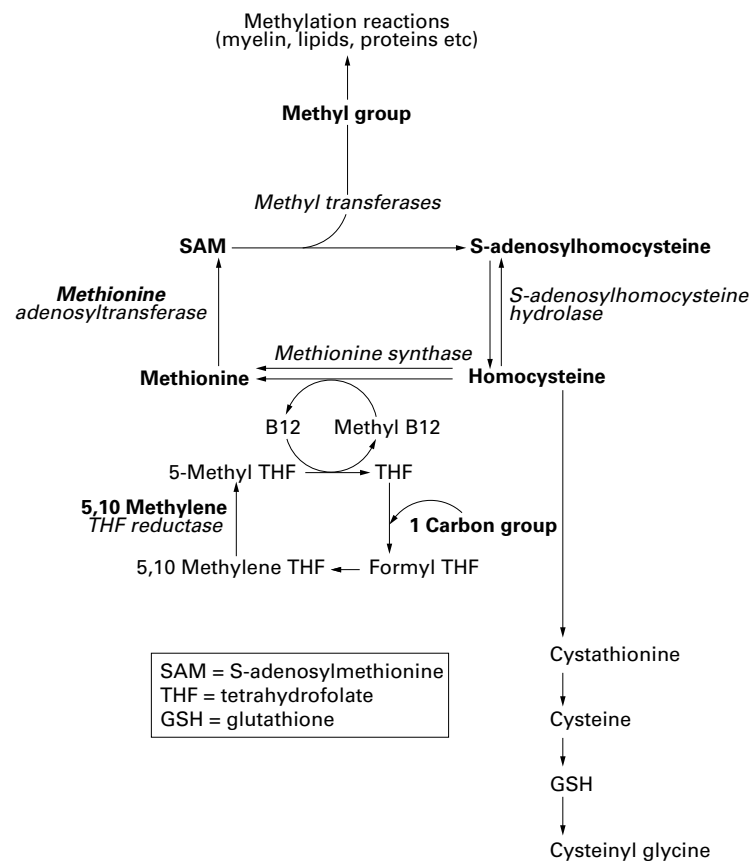 Methylation reactions
(myelin, lipids, proteins etc)
Methyl group
Methyl transferases
SAM
S-adenosylhomocysteine
Methionine
adenosyltransferase
S-adenosylhomocysteine
hydrolase
Methionine synthase
Methionine
Homocysteine
B12
Methyl B12
5-Methyl THF
THF
5,10 Methylene
THF reductase
1 Carbon group
5,10 Methylene THF
Formyl THF
Cystathionine
SAM = S-adenosylmethionine
THF = tetrahydrofolate
GSH = glutathione
Cysteine
GSH
Cysteinyl glycine